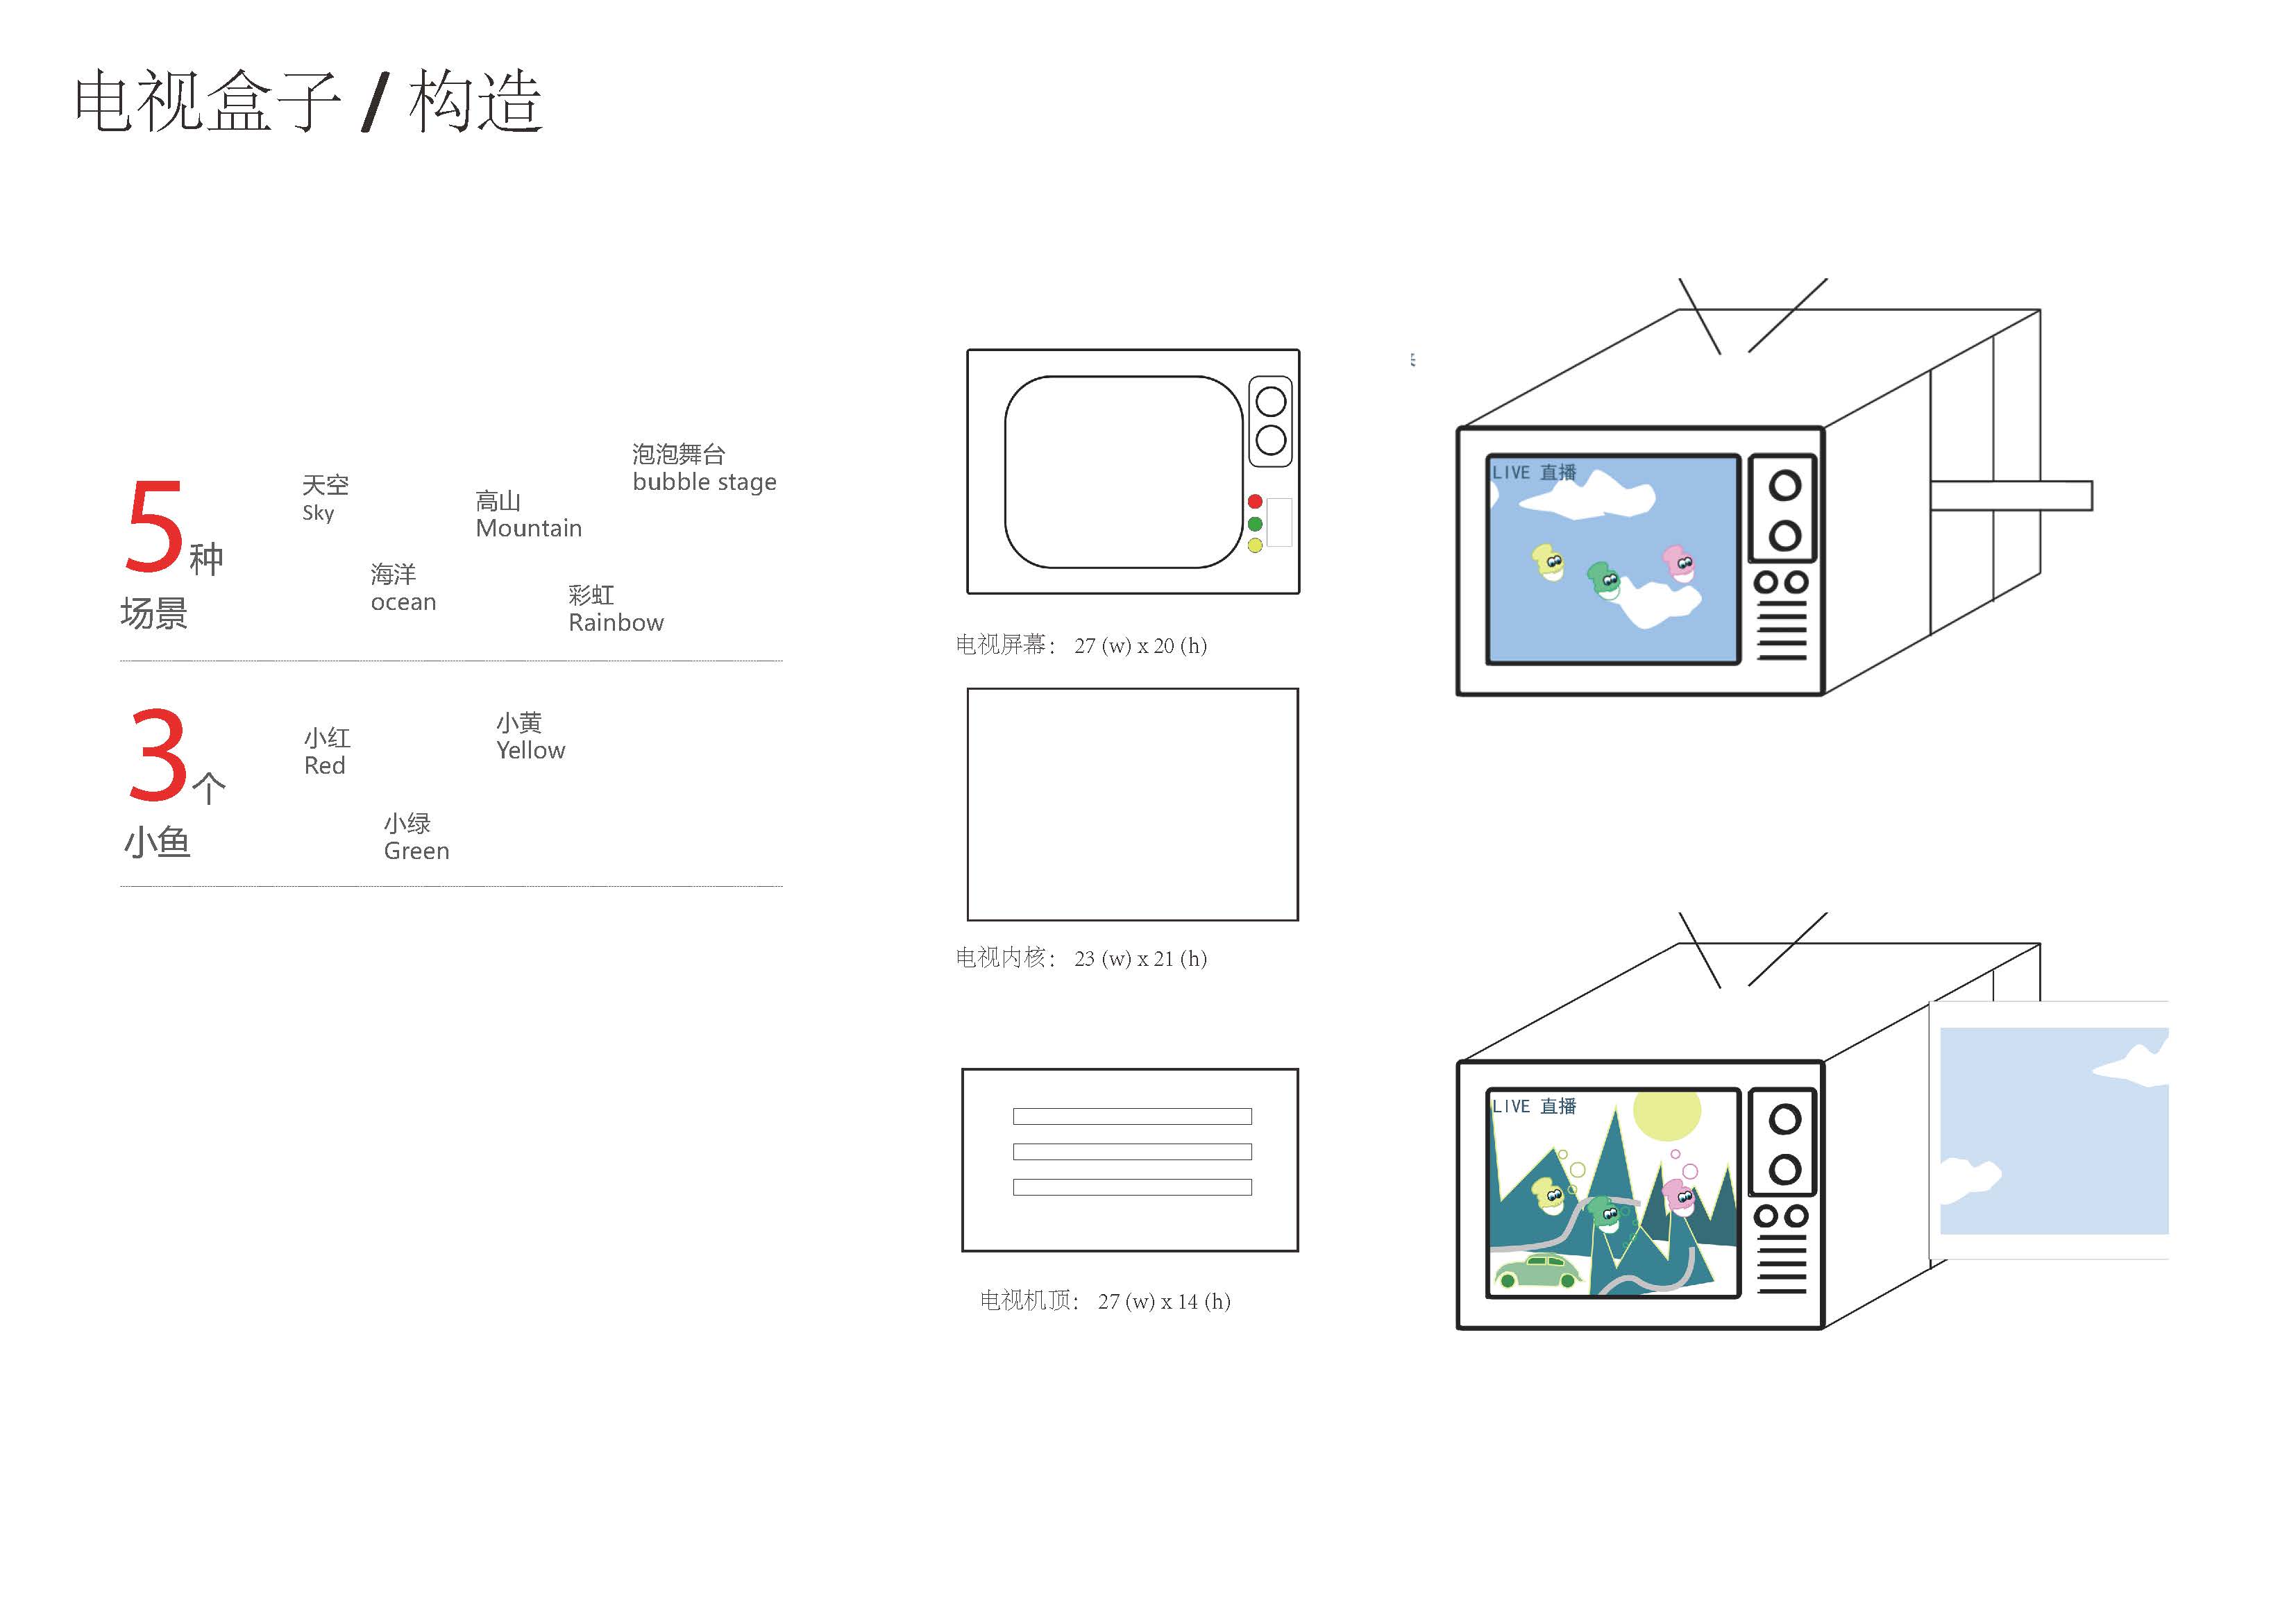 电视盒子 / 构造
5种
场景
天空
Sky
海洋
ocean
高山
Mountain
彩虹
Rainbow
泡泡舞台
bubble stage
3个
小鱼
小红
Red
小绿
Green
小黄
Yellow
电视屏幕： 27 (w) x 20 (h)
电视内核： 23 (w) x 21 (h)
电视机顶： 27 (w) x 14 (h)
LIVE 直播
LIVE 直播